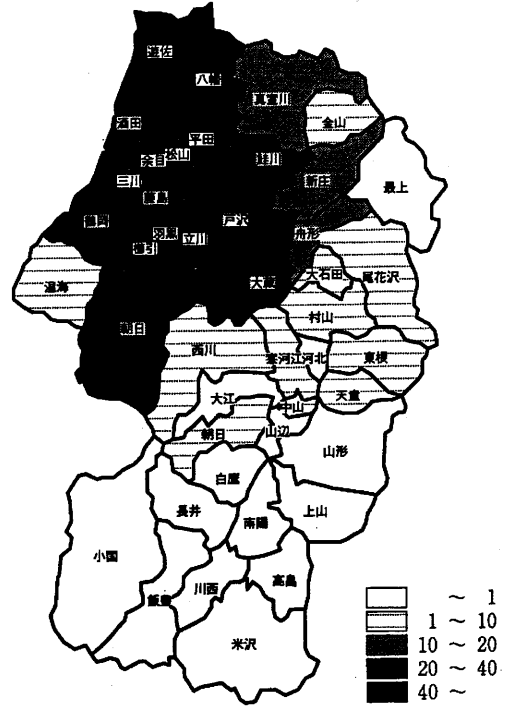 遊佐
八幡
真室川
金山
酒田
平田
余目
松山
鮭川
新庄
最上
三川
藤島
鶴岡
羽黒
立川
戸沢
舟形
櫛引
温海
大蔵
大石田
尾花沢
朝日
村山
西川
寒河江
河北
東根
大江
中山
天童
朝日
山辺
山形
白鷹
長井
南陽
上山
小国
飯豊
川西
高畠
米沢
～ 1
1 ～ 10
10 ～ 20
20 ～ 40
40 ～